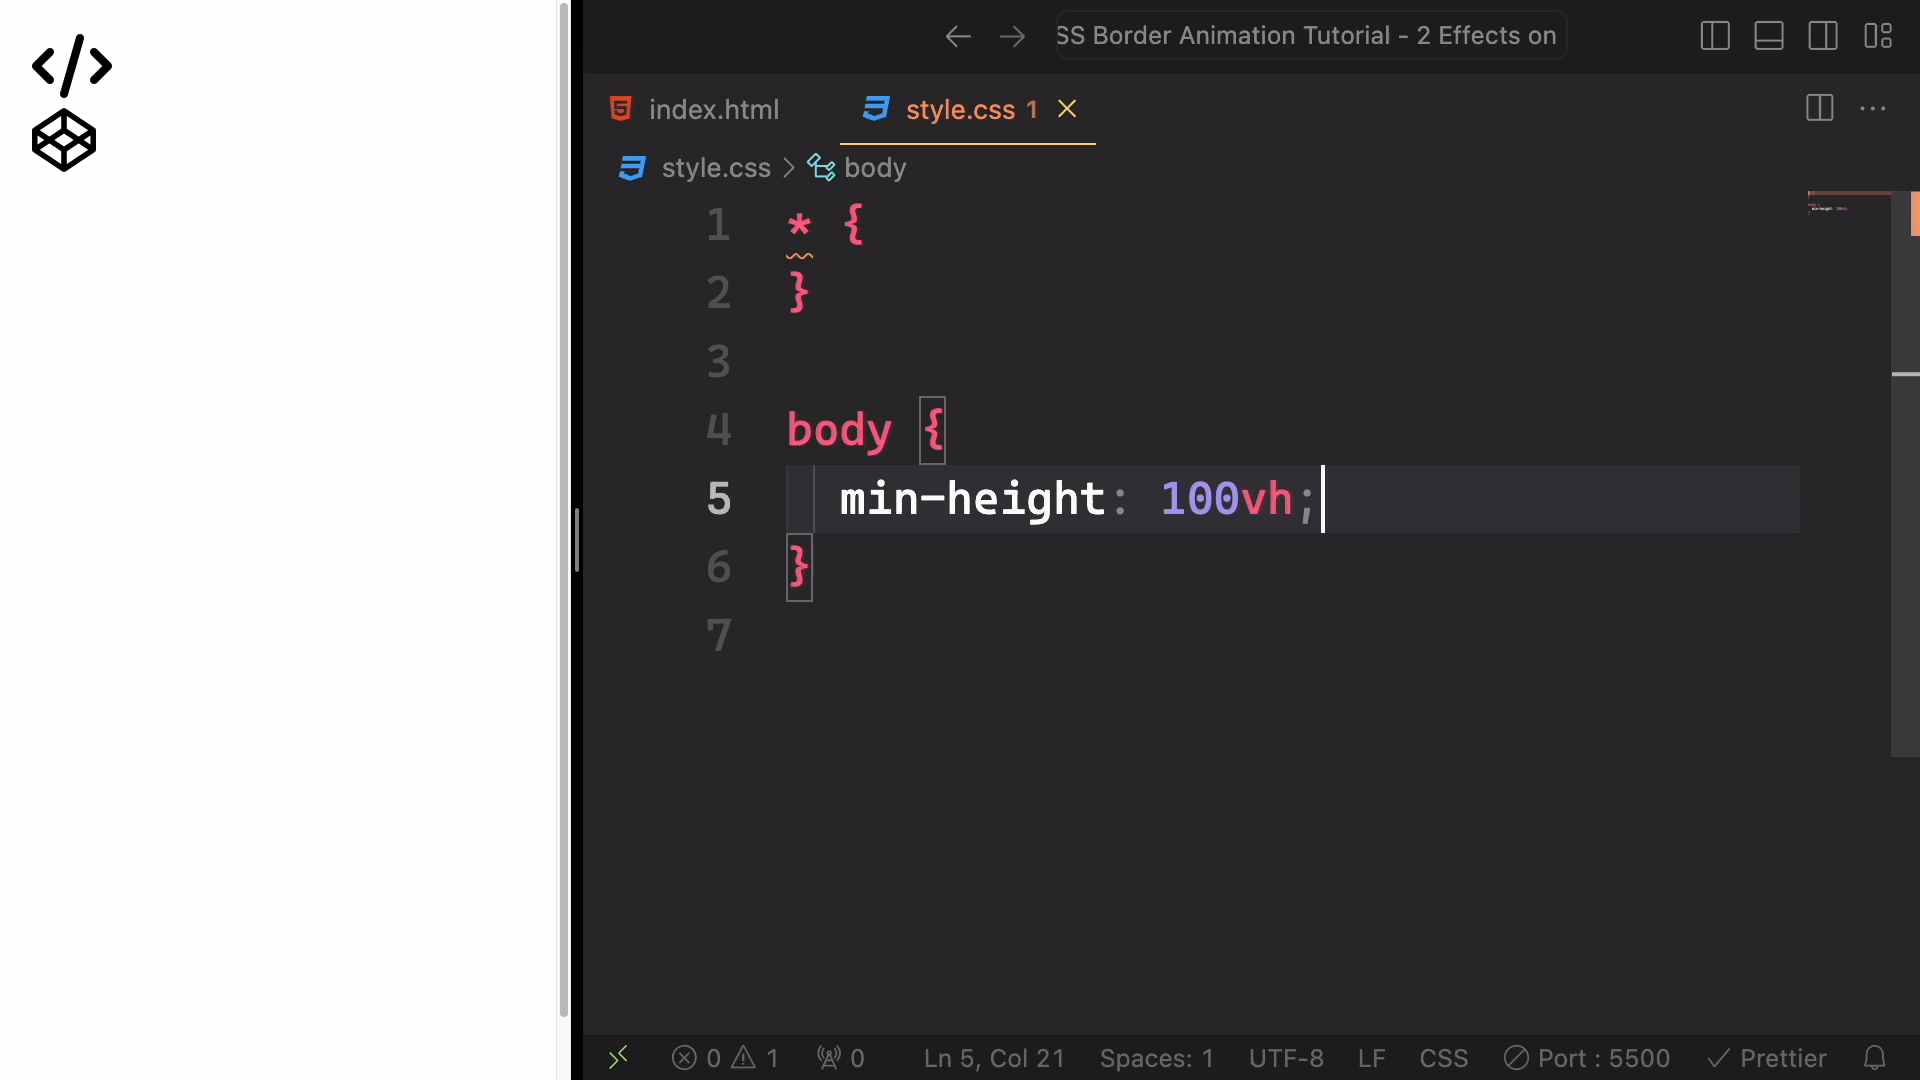 SS Border Animation Tutorial - 2 Effects on
index.html
style.css 1
style.css > body
1 * {
2 }
3
4 body {
5 min-height: 100vh;
6 }
7
0 1 0 Ln 5, Col 21 Spaces: 1 UTF-8 LF CSS Port : 5500 Prettier